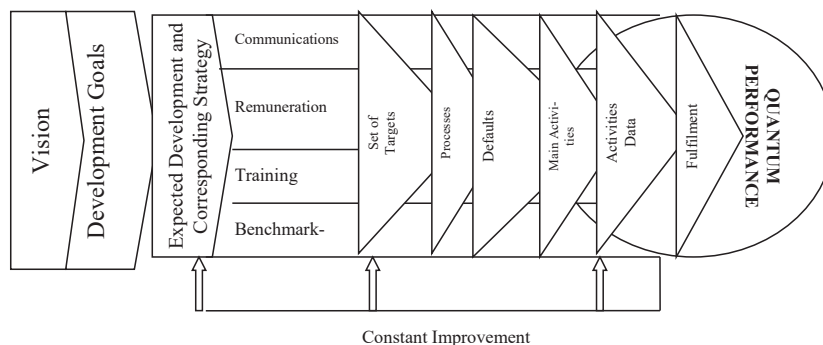 Vision
Development Goals
Expected Development and
Corresponding Strategy
Communications
Remuneration
Training
Benchmark-
Set of
Targets
Processes
Defaults
Main Activi-
ties
Activities
Data
Fulfilment
QUANTUM
PERFORMANCE
Constant Improvement